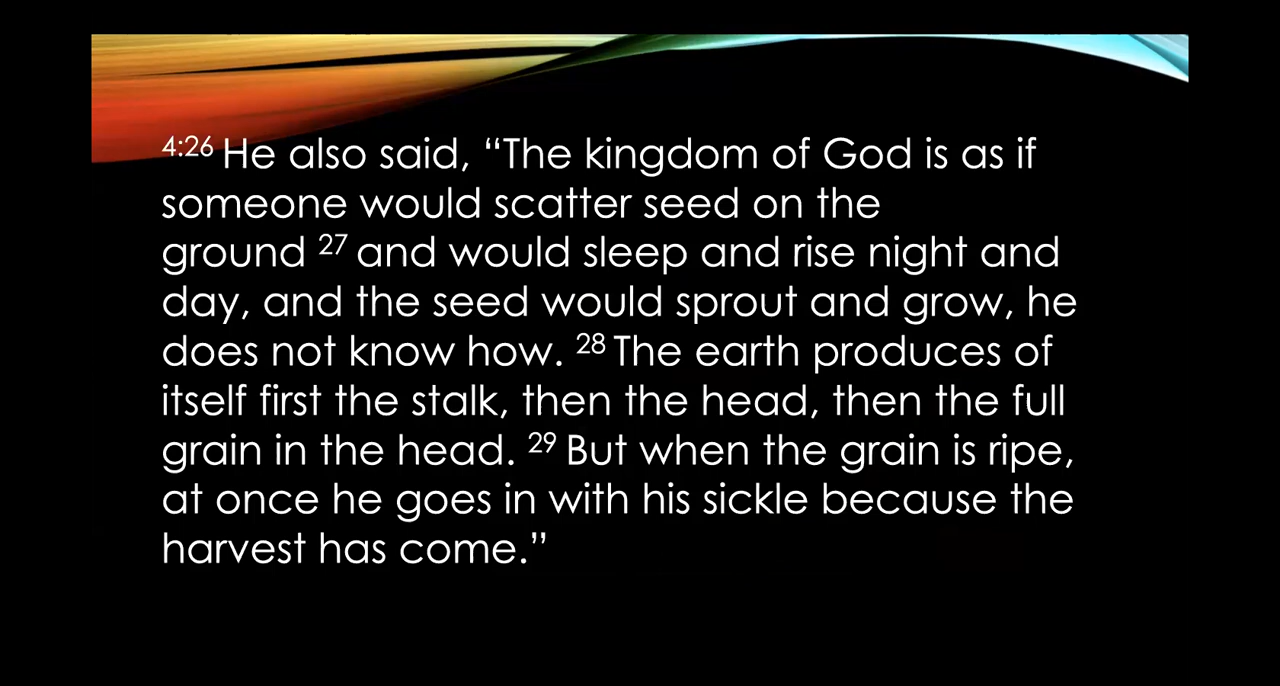 4:26 He also said, “The kingdom of God is as if
someone would scatter seed on the
ground 27 and would sleep and rise night and
day, and the seed would sprout and grow, he
does not know how. 28 The earth produces of
itself first the stalk, then the head, then the full
grain in the head. 29 But when the grain is ripe,
at once he goes in with his sickle because the
harvest has come.”